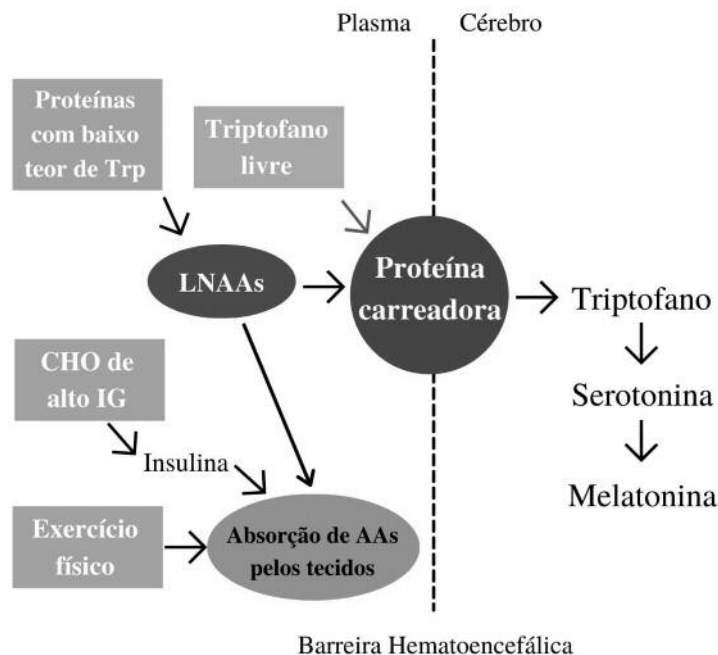 Plasma
Cérebro
Proteínas
com baixo
teor de Trp
Triptofano
livre
LNAAs
Proteína
carreadora
Triptofano
Serotonina
Melatonina
CHO de
alto IG
Insulina
Exercício
físico
Absorção de AAs
pelos tecidos
Barreira Hematoencefálica